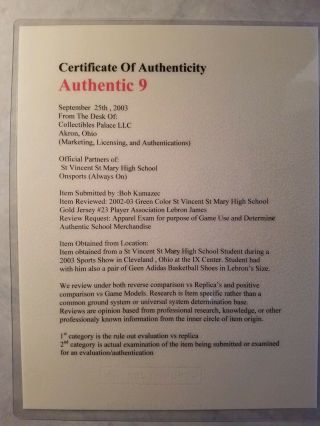 Certificate Of Authenticity
Authentic 9
September 25th , 2003
From The Desk Of:
Collectibles Palace LLC
Akron, Ohio
(Marketing, Licensing, and Authentications)
Official Partners of:
St Vincent St Mary High School
Onsports (Always On)
Item Submitted by :Bob Kumazec
Item Reviewed: 2002-03 Green Color St Vincent St Mary High School
Gold Jersey #23 Player Association Lebron James
Review Request: Apparel Exam for purpose of Game Use and Determine
Authentic School Merchandise
Item Obtained from Location:
Item obtained from a St Vincent St Mary High School Student during a
2003 Sports Show in Cleveland , Ohio at the IX Center. Student had
with him also a pair of Geen Adidas Basketball Shoes in Lebron's Size.
We review under both reverse comparison vs Replica's and positive
comparison vs Game Models. Research is Item specific rather than a
common ground system or universal system determination base.
Reviews are opinion based from professional research, knowledge, or other
professionally known information from the inner circle of item origin.
1st category is the rule out evaluation vs replica
2nd category is actual examination of the item being submitted or examined
for an evaluation/authentication